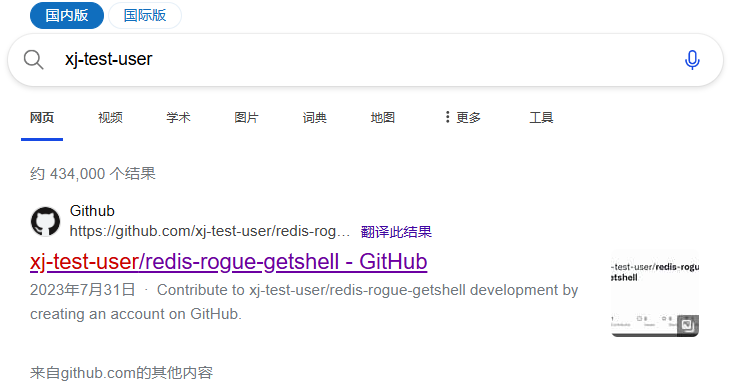 国内版 国际版
xj-test-user
网页 视频 学术 图片 词典 地图 更多 工具
约 434,000 个结果
Github
https://github.com/xj-test-user/redis-rog... 翻译此结果
xj-test-user/redis-rogue-getshell - GitHub
2023年7月31日 · Contribute to xj-test-user/redis-rogue-getshell development by
creating an account on GitHub.
-test-user/redis-rogu
etshell
来自github.com的其他内容